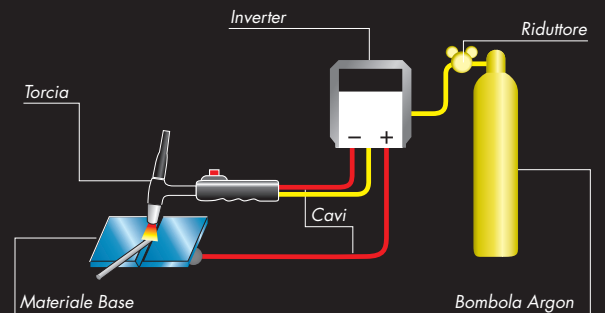 Inverter
Riduttore
Torcia
− +
Cavi
Materiale Base
Bombola Argon